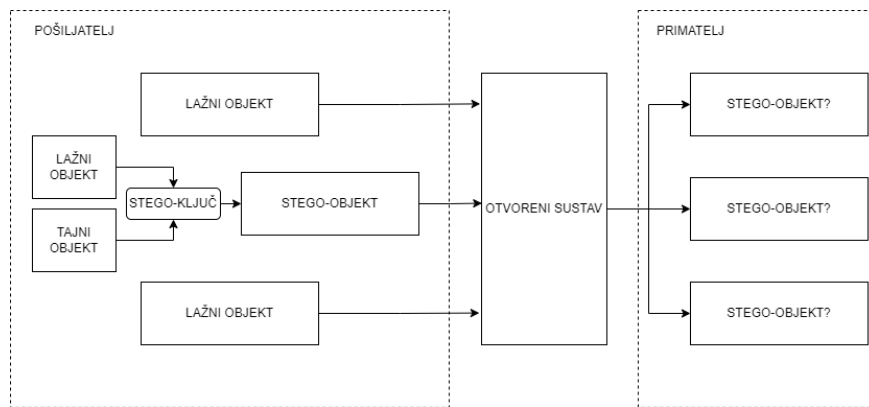 POŠILJATELJ
PRIMATELJ
LAŽNI OBJEKT
STEGO-OBJEKT?
LAŽNI
OBJEKT
STEGO-KLJUČ
STEGO-OBJEKT
OTVORENI SUSTAV
STEGO-OBJEKT?
TAJNI
OBJEKT
LAŽNI OBJEKT
STEGO-OBJEKT?